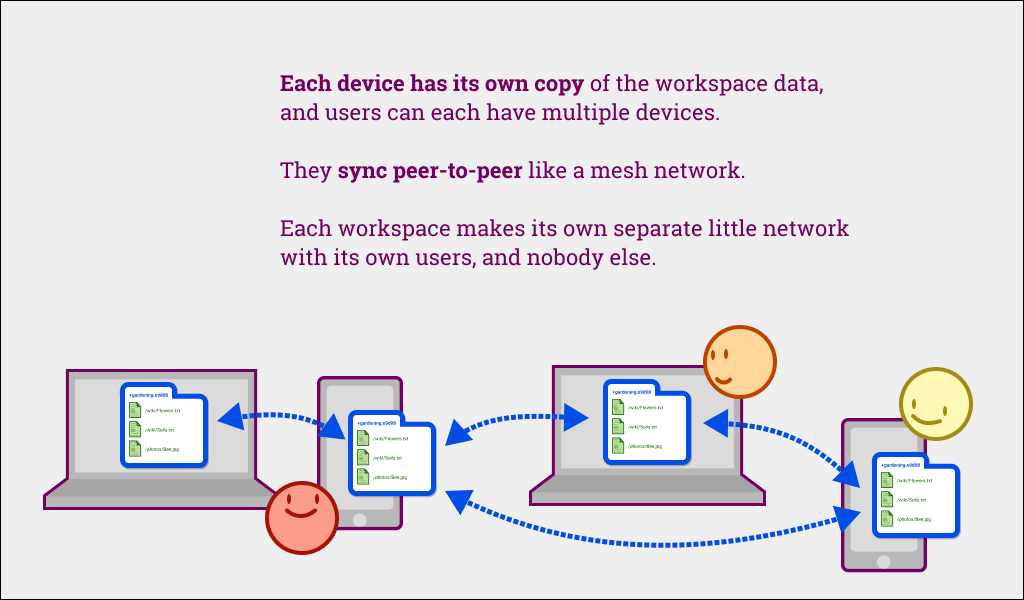 Each device has its own copy of the workspace data,
and users can each have multiple devices.
They sync peer-to-peer like a mesh network.
Each workspace makes its own separate little network
with its own users, and nobody else.
+gardening.a9d98
/wiki/Flowers.txt
/wiki/Soils.txt
/photos/Bee.jpg
+gardening.a9d98
/wiki/Flowers.txt
/wiki/Soils.txt
/photos/Bee.jpg
+gardening.a9d98
/wiki/Flowers.txt
/wiki/Soils.txt
/photos/Bee.jpg
+gardening.a9d98
/wiki/Flowers.txt
/wiki/Soils.txt
/photos/Bee.jpg